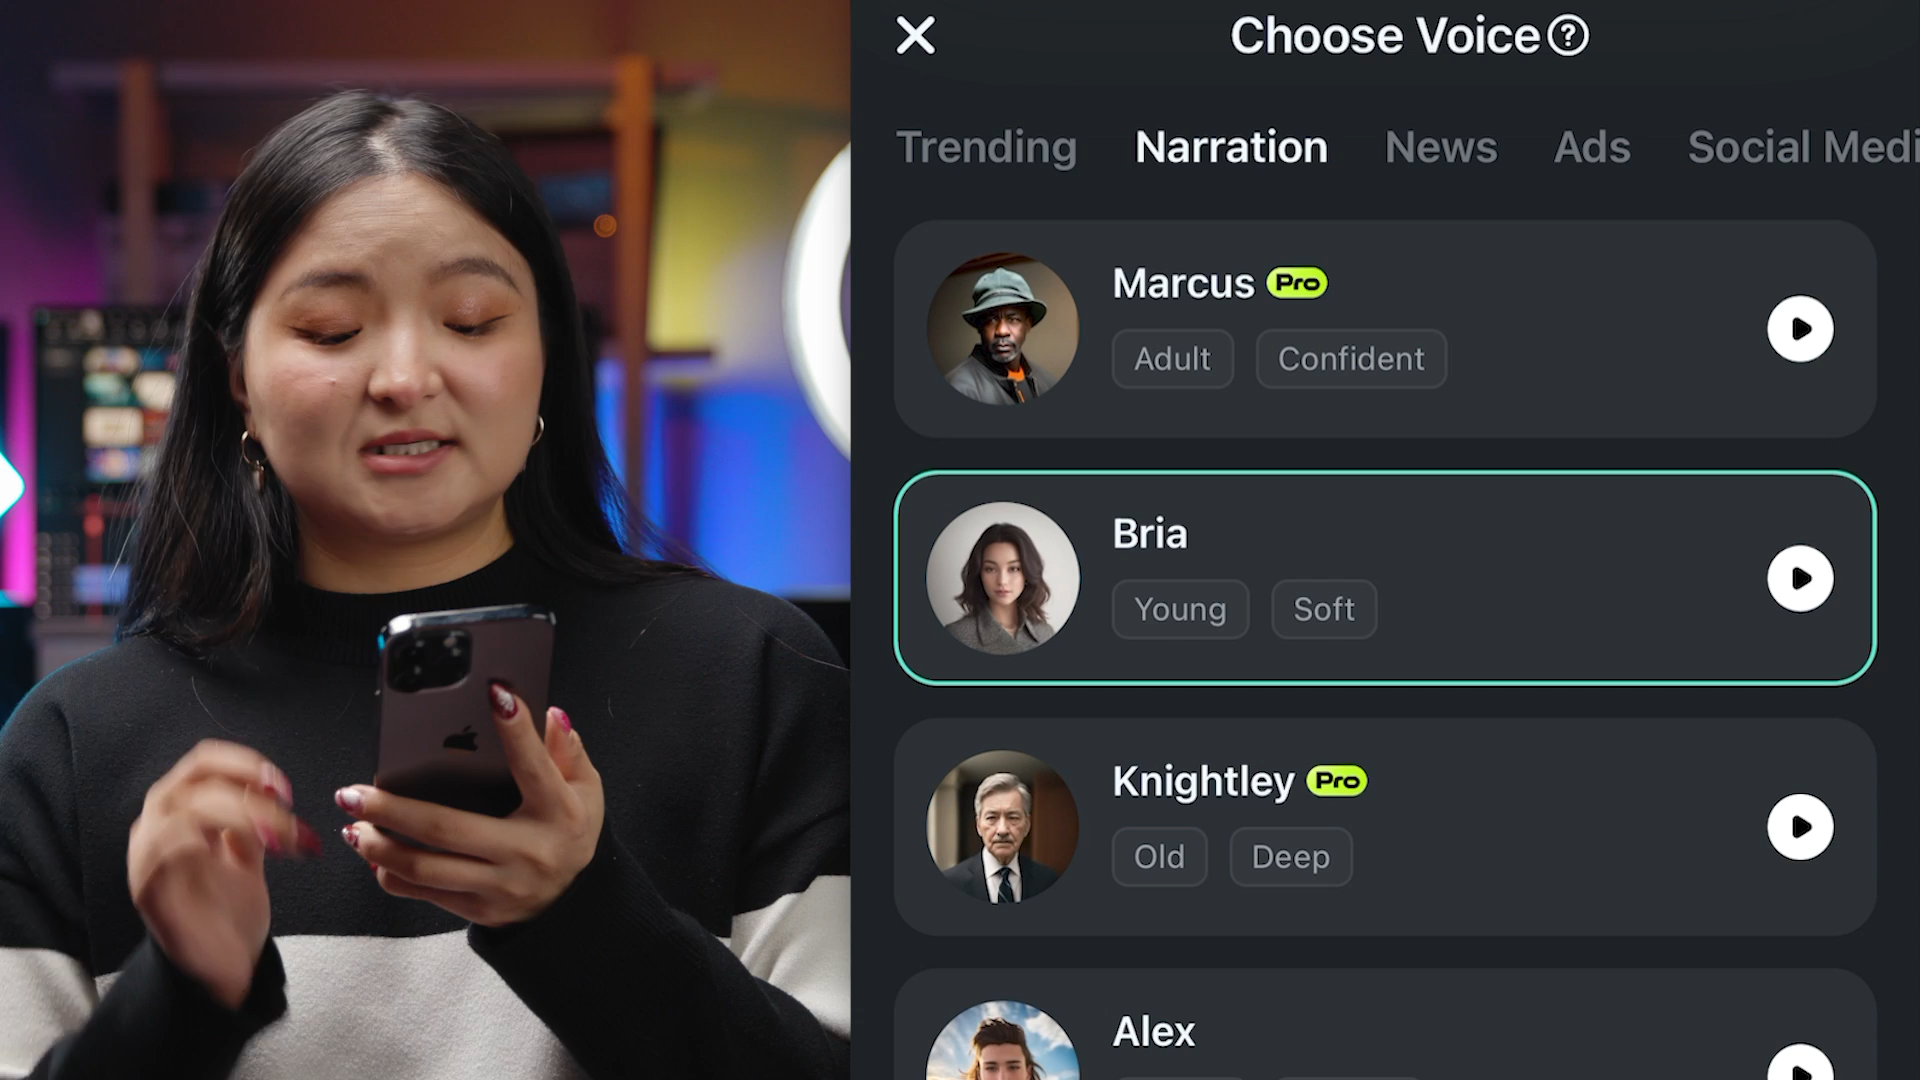 Choose Voice?
Trending Narration News Ads Social Medi
Marcus Pro
Adult Confident
Bria
Young Soft
Knightley Pro
Old Deep
Alex